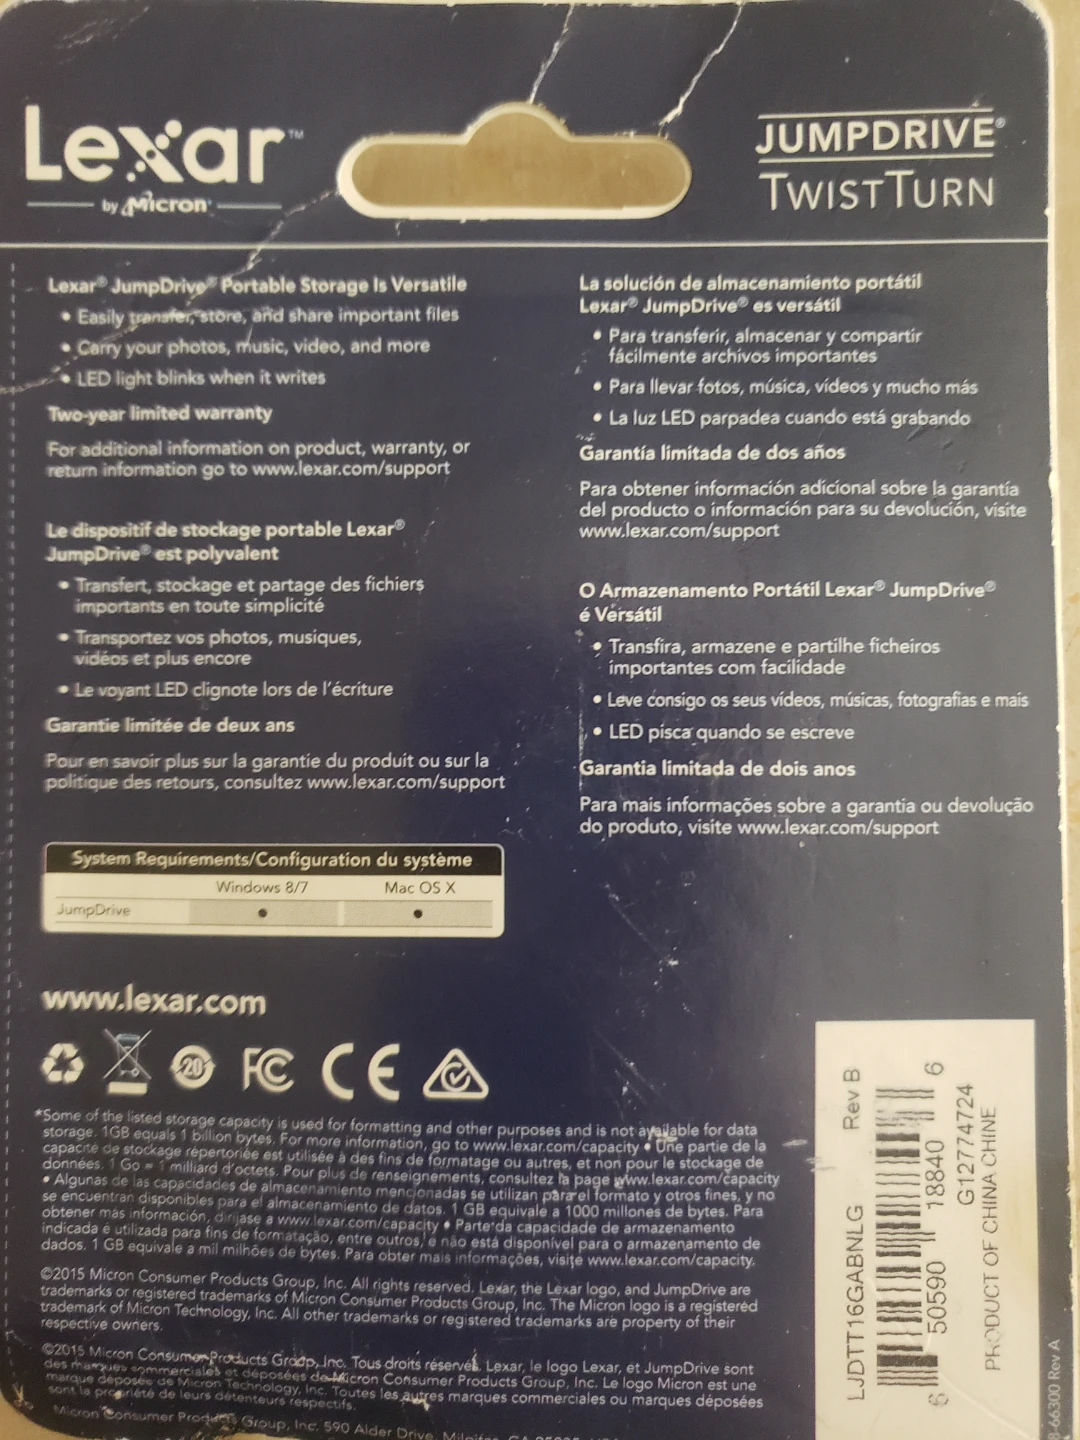 Lexar™
by Micron®
JUMPDRIVE®
TWISTTURN
Lexar® JumpDrive® Portable Storage Is Versatile
• Easily transfer, store, and share important files
• Carry your photos, music, video, and more
• LED light blinks when it writes
Two-year limited warranty
For additional information on product, warranty, or
return information go to www.lexar.com/support
Le dispositif de stockage portable Lexar®
JumpDrive® est polyvalent
• Transfert, stockage et partage des fichiers
importants en toute simplicité
• Transportez vos photos, musiques,
vidéos et plus encore
• Le voyant LED clignote lors de l'écriture
Garantie limitée de deux ans
Pour en savoir plus sur la garantie du produit ou sur la
politique des retours, consultez www.lexar.com/support
La solución de almacenamiento portátil
Lexar® JumpDrive® es versátil
• Para transferir, almacenar y compartir
fácilmente archivos importantes
• Para llevar fotos, música, vídeos y mucho más
• La luz LED parpadea cuando está grabando
Garantía limitada de dos años
Para obtener información adicional sobre la garantía
del producto o información para su devolución, visite
www.lexar.com/support
O Armazenamento Portátil Lexar® JumpDrive®
é Versátil
• Transfira, armazene e partilhe ficheiros
importantes com facilidade
• Leve consigo os seus vídeos, músicas, fotografias e mais
• LED pisca quando se escreve
Garantia limitada de dois anos
Para mais informações sobre a garantia ou devolução
do produto, visite www.lexar.com/support
System Requirements/Configuration du système
Windows 8/7 Mac OS X
JumpDrive • •
www.lexar.com
20 FC CE
*Some of the listed storage capacity is used for formatting and other purposes and is not available for data
storage. 1GB equals 1 billion bytes. For more information, go to www.lexar.com/capacity • Une partie de la
capacité de stockage répertoriée est utilisée à des fins de formatage ou autres, et non pour le stockage de
données. 1 Go = 1 milliard d'octets. Pour plus de renseignements, consultez la page www.lexar.com/capacity
• Algunas de las capacidades de almacenamiento mencionadas se utilizan para el formato y otros fines, y no
se encuentran disponibles para el almacenamiento de datos. 1 GB equivale a 1000 millones de bytes. Para
obtener más información, diríjase a www.lexar.com/capacity • Parte da capacidade de armazenamento
indicada é utilizada para fins de formatação, entre outros, e não está disponível para o armazenamento de
dados. 1 GB equivale a mil milhões de bytes. Para obter mais informações, visite www.lexar.com/capacity.
©2015 Micron Consumer Products Group, Inc. All rights reserved. Lexar, the Lexar logo, and JumpDrive are
trademarks or registered trademarks of Micron Consumer Products Group, Inc. The Micron logo is a registered
trademark of Micron Technology, Inc. All other trademarks or registered trademarks are property of their
respective owners.
©2015 Micron Consumer Products Group, Inc. Tous droits réservés. Lexar, le logo Lexar, et JumpDrive sont
des marques commerciales et déposées de Micron Consumer Products Group, Inc. Le logo Micron est une
marque déposée de Micron Technology, Inc. Toutes les autres marques commerciales ou marques déposées
sont la propriété de leurs détenteurs respectifs.
Micron Consumer Products Group, Inc. 590 Alder Drive,
LJDTT16GABNLG Rev B
6 50590 18840 6
G12774724
PRODUCT OF CHINA CHINE
8-66300 Rev A